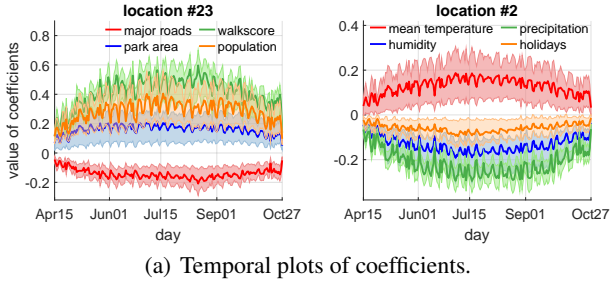 location #23
major roads
walkscore
park area
population
value of coefficients
0.8
0.6
0.4
0.2
0
-0.2
Apr15
Jun01
Jul15
Sep01
Oct27
day
location #2
mean temperature
precipitation
humidity
holidays
0.4
0.2
0
-0.2
Apr15
Jun01
Jul15
Sep01
Oct27
day
(a) Temporal plots of coefficients.